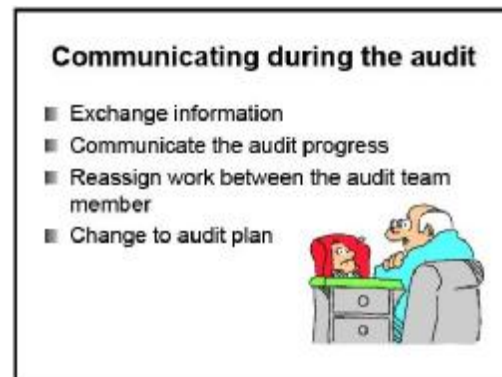 Communicating during the audit
Exchange information
Communicate the audit progress
Reassign work between the audit team
member
Change to audit plan